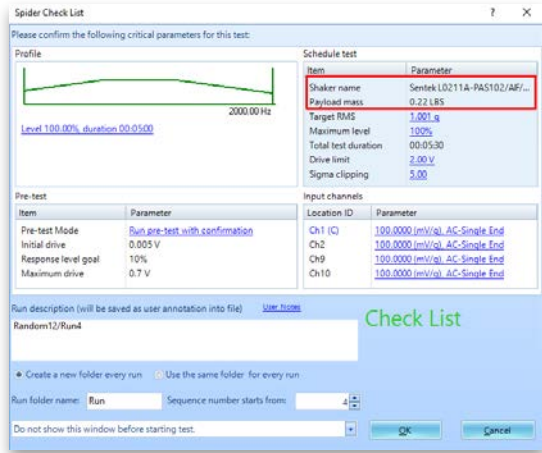 Spider Check List
Please confirm the following critical parameters for this test:
Profile
2000.00 Hz
Level 100.00%, duration 00:05:00
Schedule test
Item Parameter
Shaker name Sentek L0211A-PAS102/AF/...
Payload mass 0.22 LBS
Target RMS 1.001 g
Maximum level 100%
Total test duration 00:05:30
Drive limit 2.00 V
Sigma clipping 5.00
Pre-test
Item Parameter
Pre-test Mode Run pre-test with confirmation
Initial drive 0.005 V
Response level goal 10%
Maximum drive 0.7 V
Input channels
Location ID Parameter
Ch1 (C) 100.0000 (mV/g), AC-Single End
Ch2 100.0000 (mV/g), AC-Single End
Ch9 100.0000 (mV/g), AC-Single End
Ch10 100.0000 (mV/g), AC-Single End
Run description (will be saved as user annotation into file) User Notes
Random12/Run4
Check List
Create a new folder every run Use the same folder for every run
Run folder name: Run Sequence number starts from: 4
Do not show this window before starting test.
OK Cancel